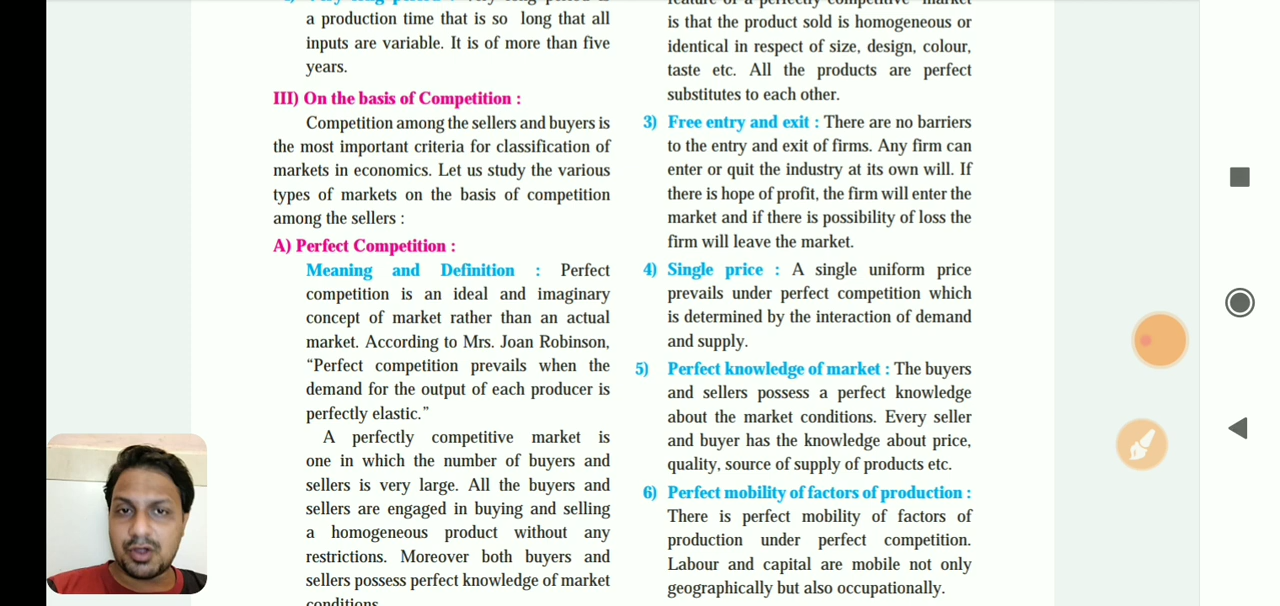 a production time that is so long that all
inputs are variable. It is of more than five
years.
III) On the basis of Competition :
Competition among the sellers and buyers is
the most important criteria for classification of
markets in economics. Let us study the various
types of markets on the basis of competition
among the sellers :
A) Perfect Competition :
Meaning and Definition : Perfect
competition is an ideal and imaginary
concept of market rather than an actual
market. According to Mrs. Joan Robinson,
“Perfect competition prevails when the
demand for the output of each producer is
perfectly elastic.”
A perfectly competitive market is
one in which the number of buyers and
sellers is very large. All the buyers and
sellers are engaged in buying and selling
a homogeneous product without any
restrictions. Moreover both buyers and
sellers possess perfect knowledge of market
conditions
is that the product sold is homogeneous or
identical in respect of size, design, colour,
taste etc. All the products are perfect
substitutes to each other.
3) Free entry and exit : There are no barriers
to the entry and exit of firms. Any firm can
enter or quit the industry at its own will. If
there is hope of profit, the firm will enter the
market and if there is possibility of loss the
firm will leave the market.
4) Single price : A single uniform price
prevails under perfect competition which
is determined by the interaction of demand
and supply.
5) Perfect knowledge of market : The buyers
and sellers possess a perfect knowledge
about the market conditions. Every seller
and buyer has the knowledge about price,
quality, source of supply of products etc.
6) Perfect mobility of factors of production :
There is perfect mobility of factors of
production under perfect competition.
Labour and capital are mobile not only
geographically but also occupationally.